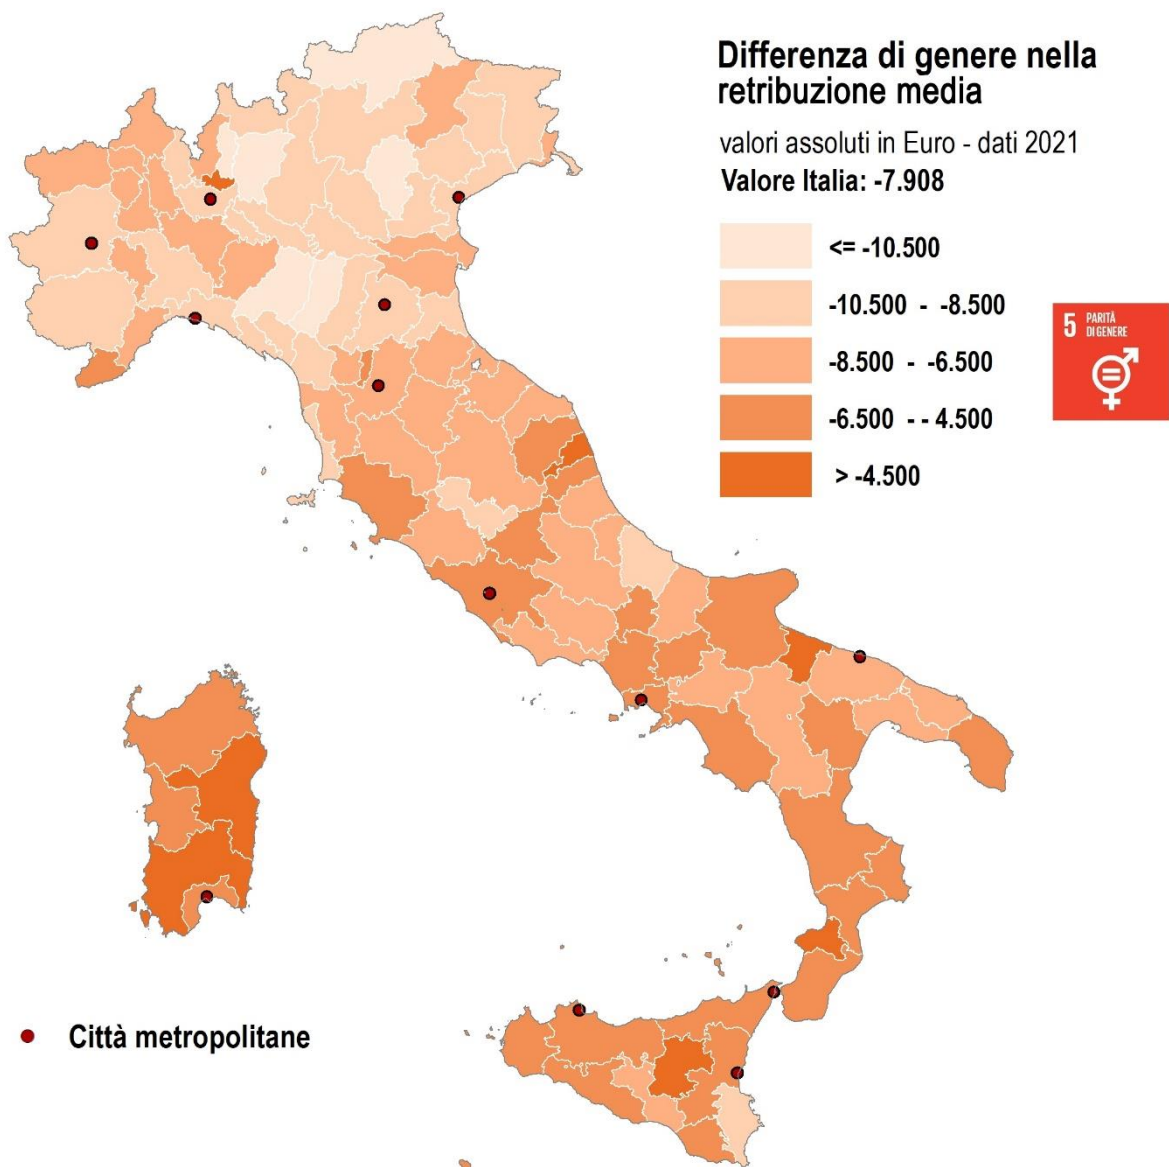 Differenza di genere nella
retribuzione media
valori assoluti in Euro - dati 2021
Valore Italia: -7.908
<= -10.500
-10.500 - -8.500
-8.500 - -6.500
-6.500 - - 4.500
> -4.500
5 PARITÀ
DI GENERE
Città metropolitane